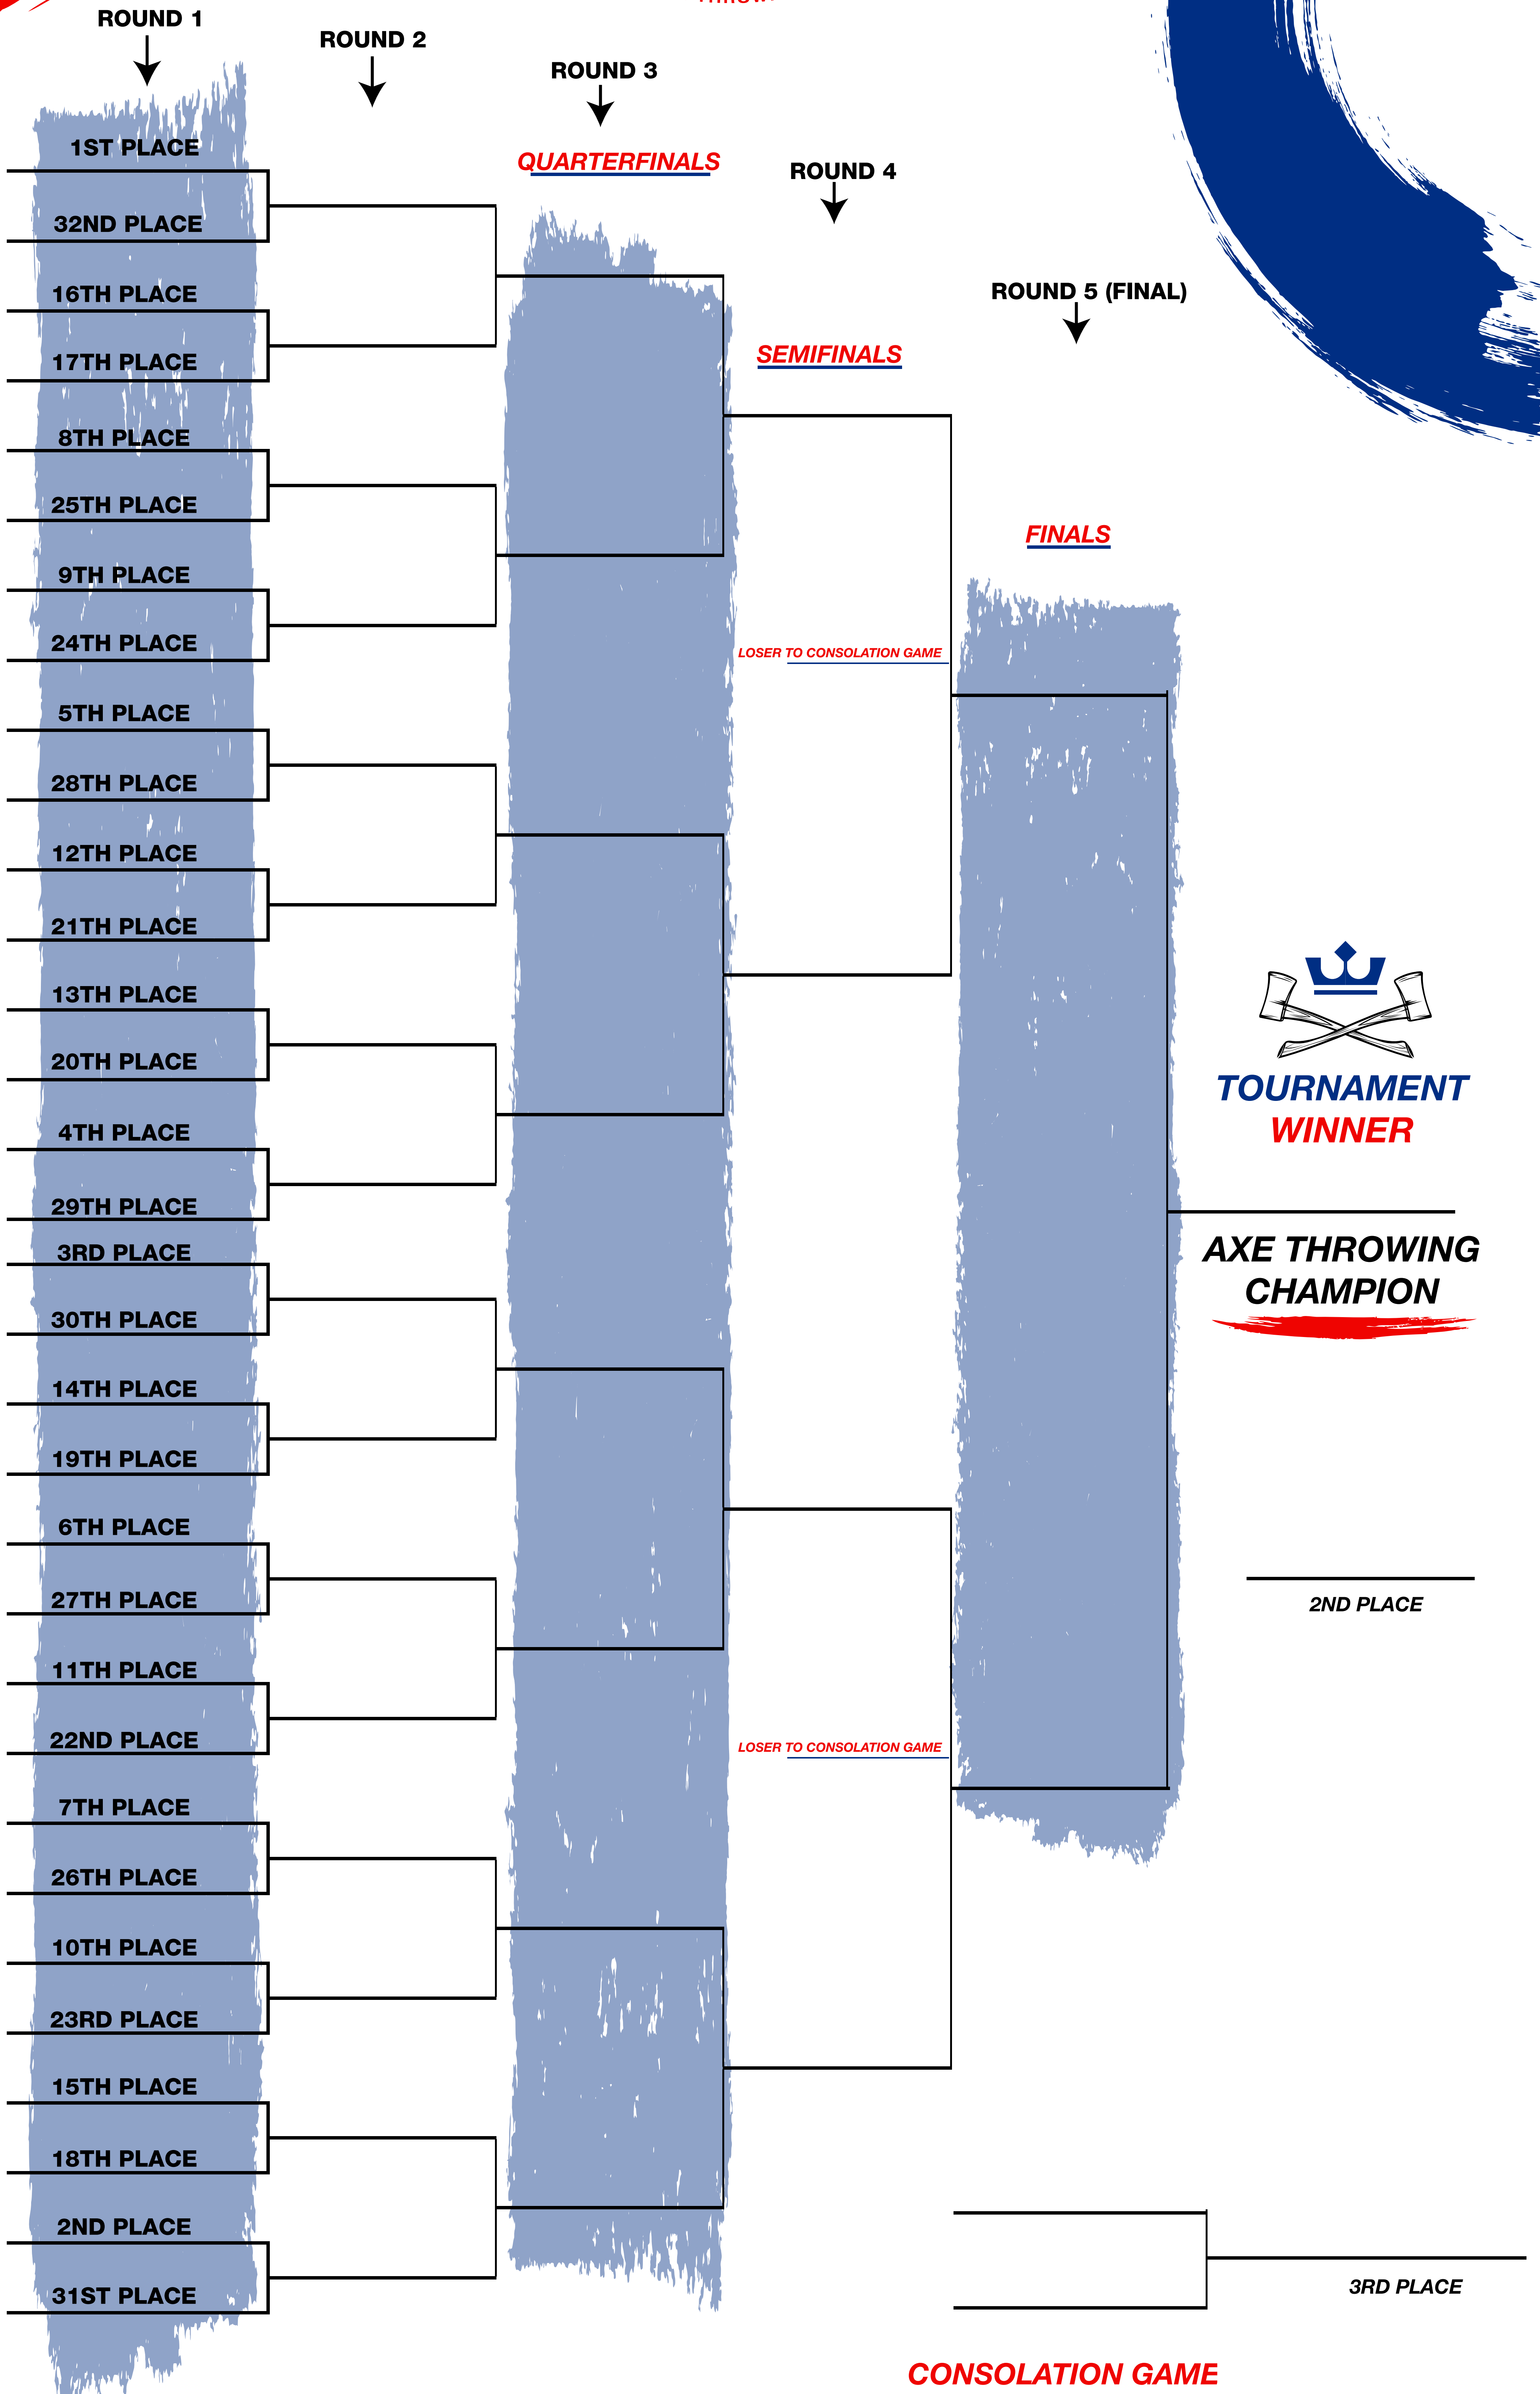 ROUND 1
ROUND 2
ROUND 3
QUARTERFINALS
ROUND 4
SEMIFINALS
ROUND 5 (FINAL)
FINALS
1ST PLACE
32ND PLACE
16TH PLACE
17TH PLACE
8TH PLACE
25TH PLACE
9TH PLACE
24TH PLACE
5TH PLACE
28TH PLACE
12TH PLACE
21TH PLACE
13TH PLACE
20TH PLACE
4TH PLACE
29TH PLACE
3RD PLACE
30TH PLACE
14TH PLACE
19TH PLACE
6TH PLACE
27TH PLACE
11TH PLACE
22ND PLACE
7TH PLACE
26TH PLACE
10TH PLACE
23RD PLACE
15TH PLACE
18TH PLACE
2ND PLACE
31ST PLACE
LOSER TO CONSOLATION GAME
LOSER TO CONSOLATION GAME
TOURNAMENT
WINNER
AXE THROWING
CHAMPION
2ND PLACE
3RD PLACE
CONSOLATION GAME